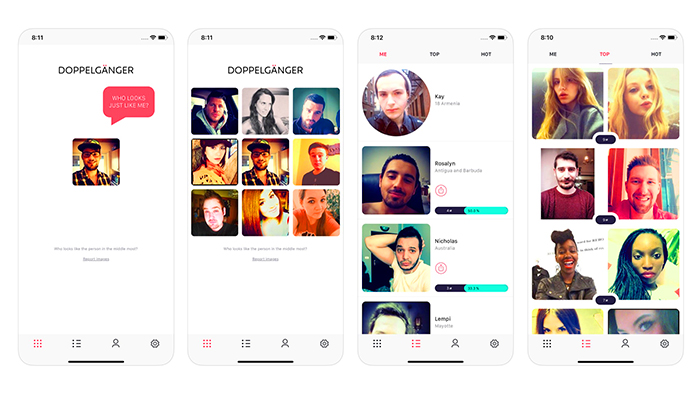 8:11
DOPPELGÄNGER
WHO LOOKS
JUST LIKE ME?
Who looks like the person in the middle most?
Report images
8:11
DOPPELGÄNGER
Who looks like the person in the middle most?
Report images
8:12
ME TOP HOT
Kay
18 Armenia
Rosalyn
Antigua and Barbuda
Nicholas
Australia
Lempi
Mayotte
8:10
ME TOP HOT